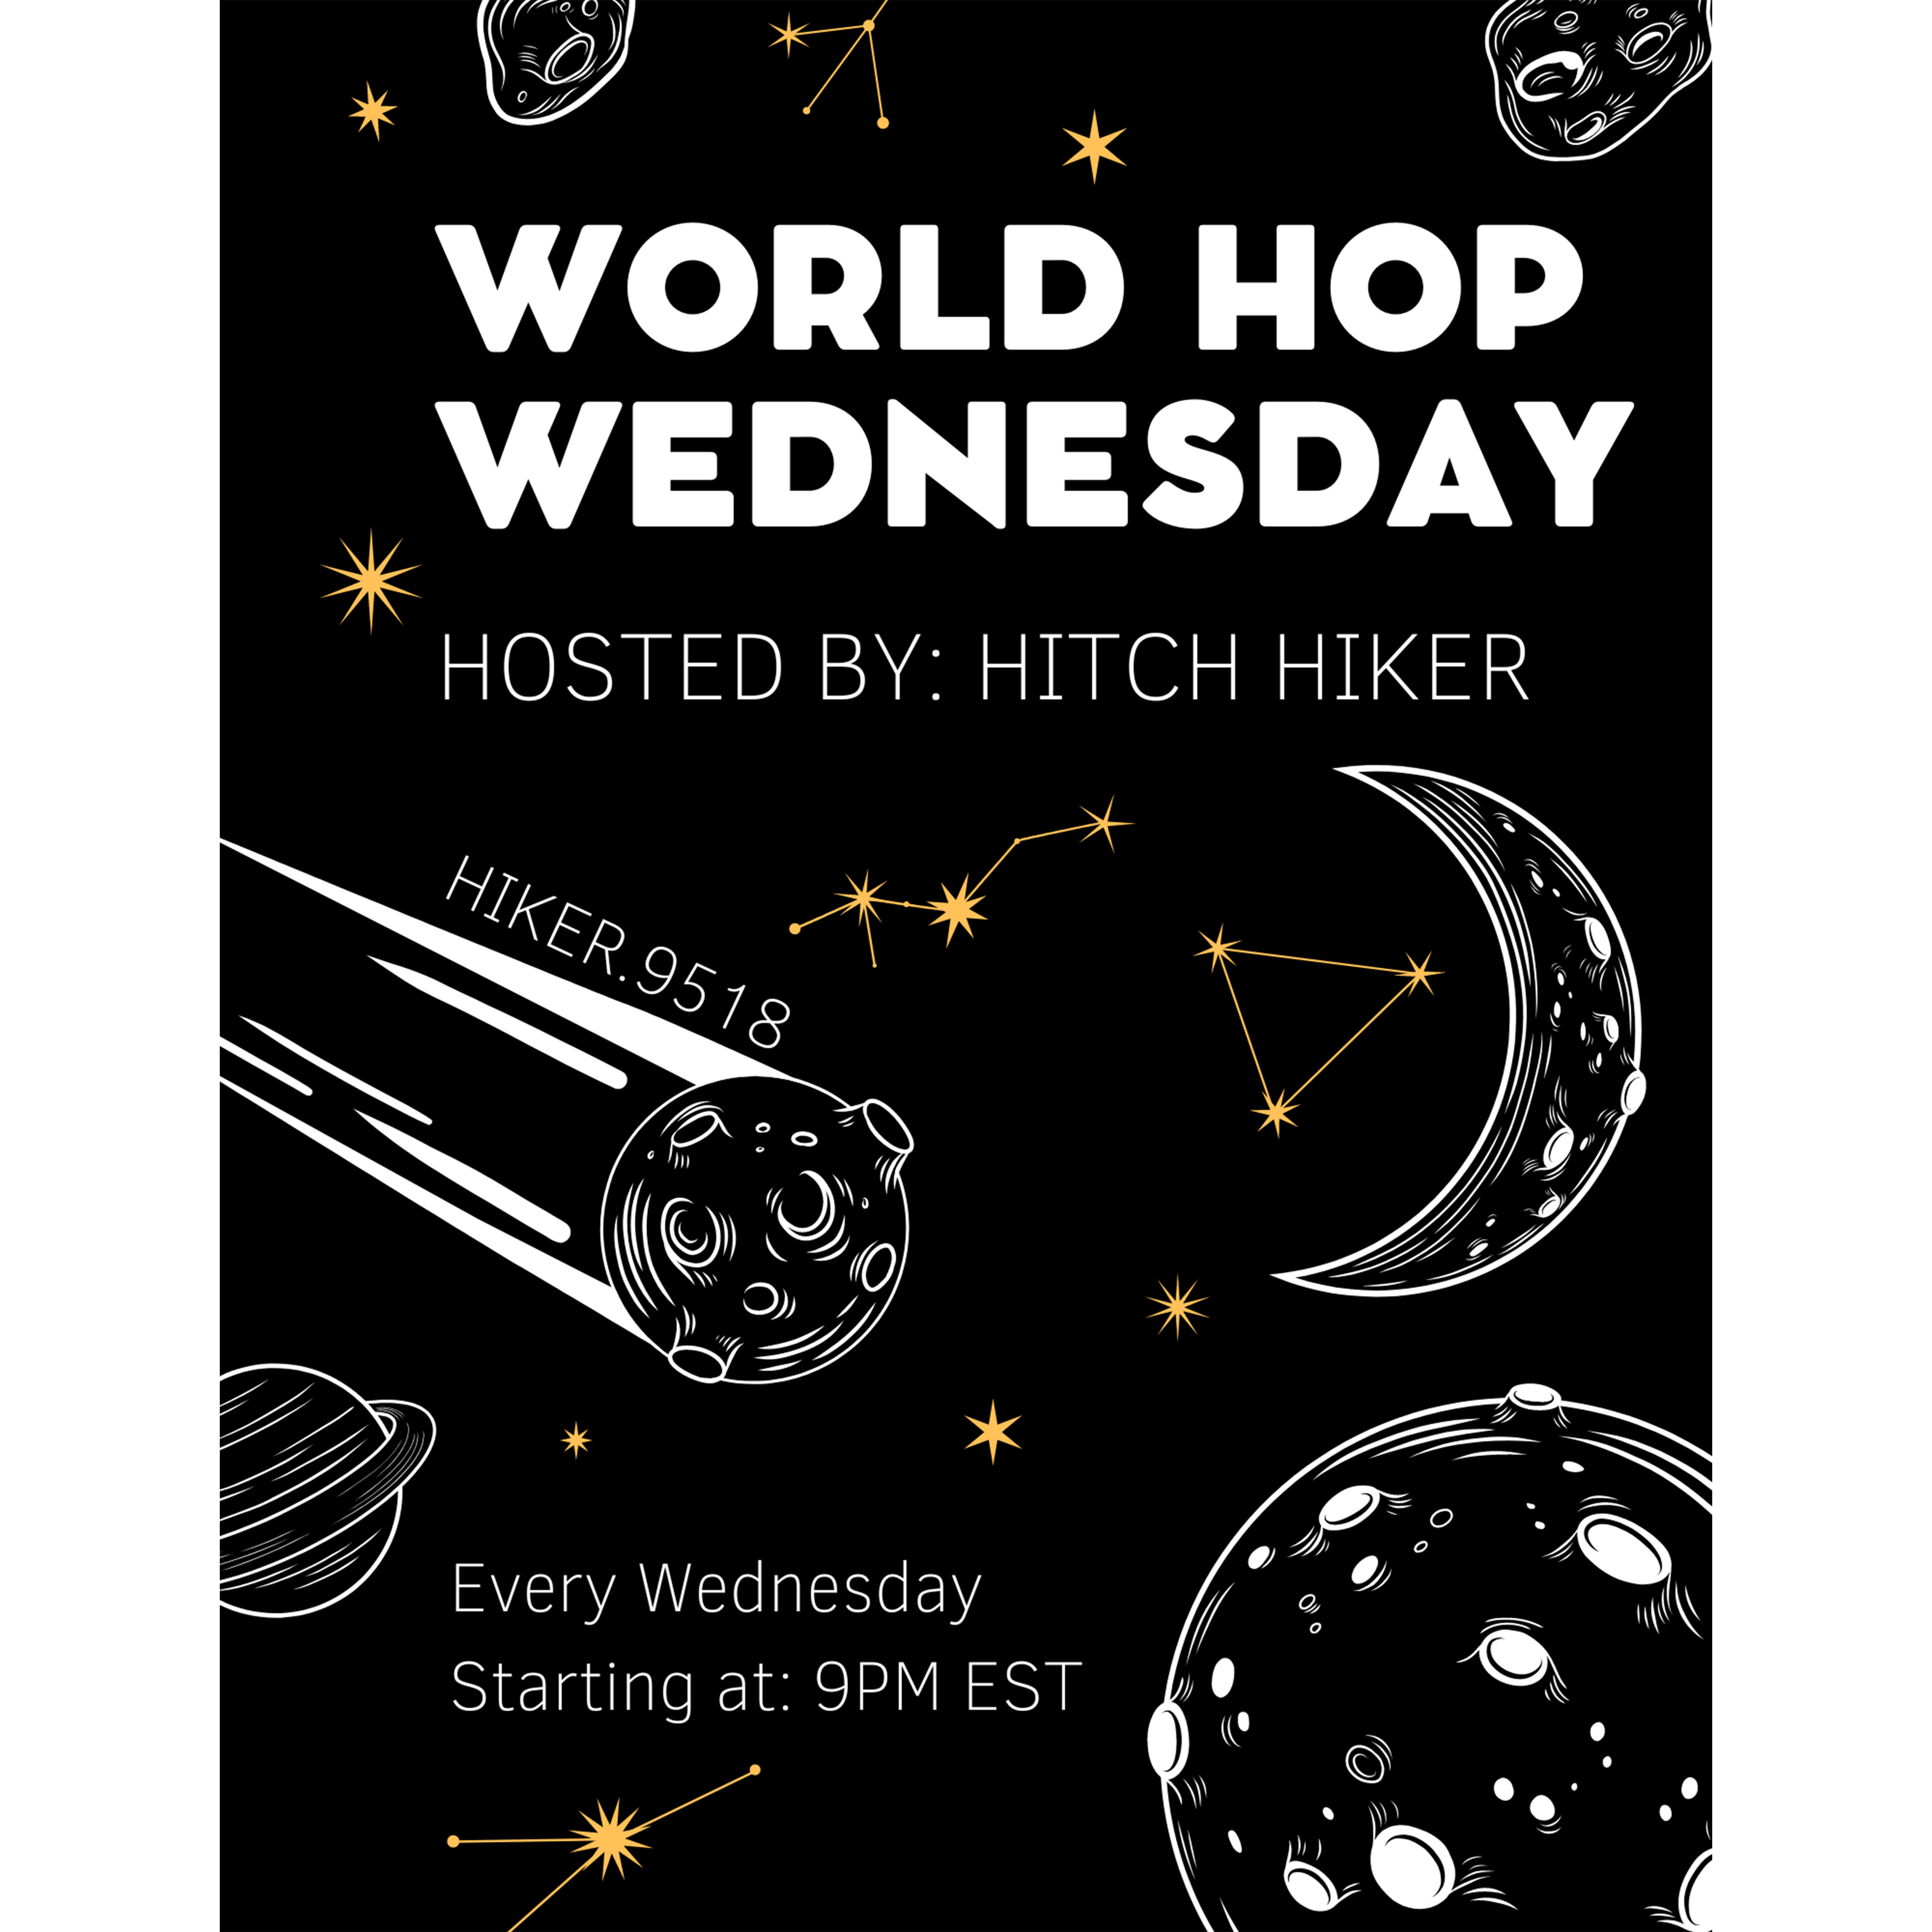 WORLD HOP
WEDNESDAY
HOSTED BY: HITCH HIKER
HIKER.9518
Every Wednesday
Starting at: 9PM EST